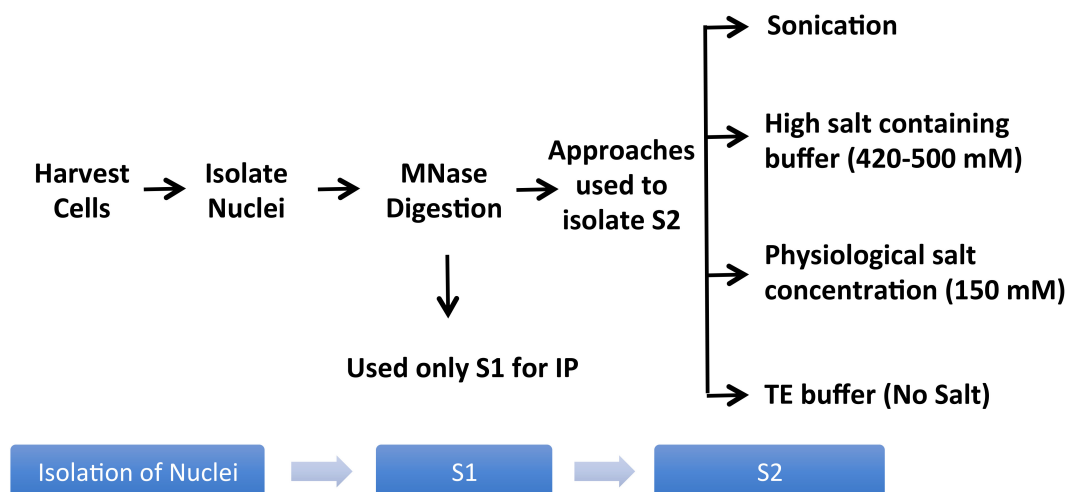 Harvest
Cells
Isolate
Nuclei
MNase
Digestion
Used only S1 for IP
Approaches
used to
isolate S2
Sonication
High salt containing
buffer (420-500 mM)
Physiological salt
concentration (150 mM)
TE buffer (No Salt)
Isolation of Nuclei
S1
S2